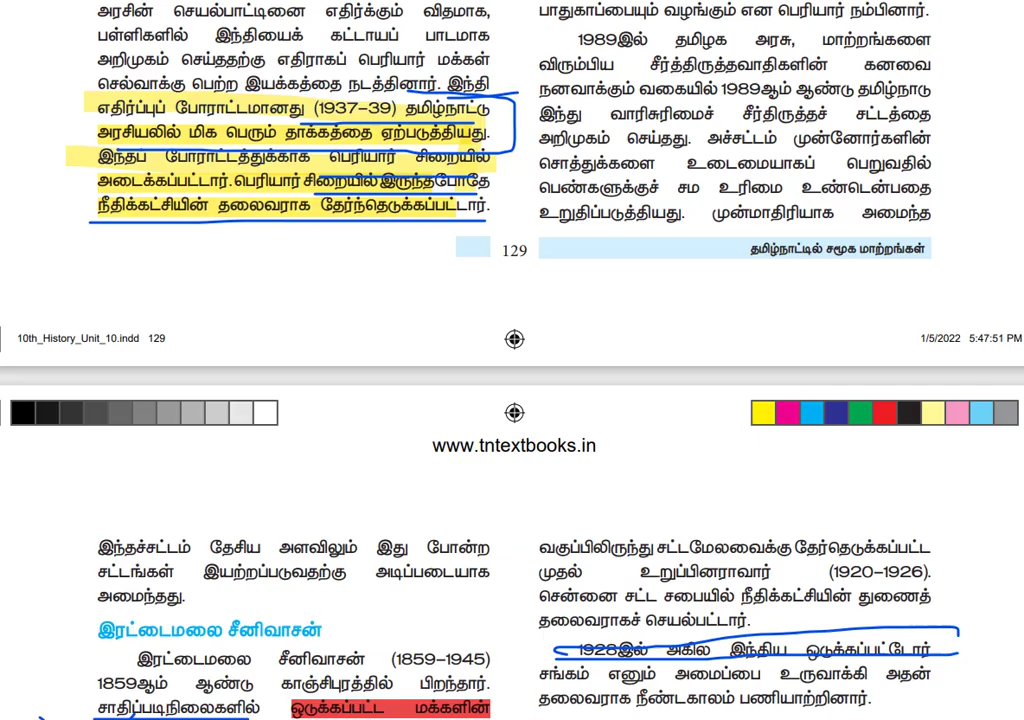 அரசின் செயல்பாட்டினை எதிர்க்கும் விதமாக,
பள்ளிகளில் இந்தியைக் கட்டாயப் பாடமாக
அறிமுகம் செய்ததற்கு எதிராகப் பெரியார் மக்கள்
செல்வாக்கு பெற்ற இயக்கத்தை நடத்தினார். இந்தி
எதிர்ப்புப் போராட்டமானது (1937–39) தமிழ்நாட்டு
அரசியலில் மிக பெரும் தாக்கத்தை ஏற்படுத்தியது.
இந்தப் போராட்டத்துக்காக பெரியார் சிறையில்
அடைக்கப்பட்டார். பெரியார் சிறையில் இருந்தபோதே
நீதிக்கட்சியின் தலைவராக தேர்ந்தெடுக்கப்பட்டார்.
பாதுகாப்பையும் வழங்கும் என பெரியார் நம்பினார்.
1989இல் தமிழக அரசு, மாற்றங்களை
விரும்பிய சீர்த்திருத்தவாதிகளின் கனவை
நனவாக்கும் வகையில் 1989ஆம் ஆண்டு தமிழ்நாடு
இந்து வாரிசுரிமைச் சீர்திருத்தச் சட்டத்தை
அறிமுகம் செய்தது. அச்சட்டம் முன்னோர்களின்
சொத்துக்களை உடைமையாகப் பெறுவதில்
பெண்களுக்குச் சம உரிமை உண்டென்பதை
உறுதிப்படுத்தியது. முன்மாதிரியாக அமைந்த
129 தமிழ்நாட்டில் சமூக மாற்றங்கள்
10th_History_Unit_10.indd 129 1/5/2022 5:47:51 PM
www.tntextbooks.in
இந்தச்சட்டம் தேசிய அளவிலும் இது போன்ற
சட்டங்கள் இயற்றப்படுவதற்கு அடிப்படையாக
அமைந்தது.
இரட்டைமலை சீனிவாசன்
இரட்டைமலை சீனிவாசன் (1859–1945)
1859ஆம் ஆண்டு காஞ்சிபுரத்தில் பிறந்தார்.
சாதிப்படிநிலைகளில் ஒடுக்கப்பட்ட மக்களின்
வகுப்பிலிருந்து சட்டமேலவைக்கு தேர்தெடுக்கப்பட்ட
முதல் உறுப்பினராவார் (1920–1926).
சென்னை சட்ட சபையில் நீதிக்கட்சியின் துணைத்
தலைவராகச் செயல்பட்டார்.
1928இல் அகில இந்திய ஒடுக்கப்பட்டோர்
சங்கம் எனும் அமைப்பை உருவாக்கி அதன்
தலைவராக நீண்டகாலம் பணியாற்றினார்.